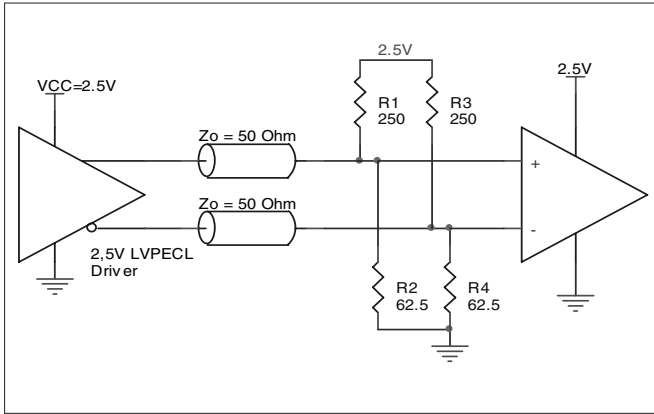 2.5V
VCC=2.5V
2.5V
R1
250
R3
250
Zo = 50 Ohm
+
Zo = 50 Ohm
-
2,5V LVPECL
Driver
R2
62.5
R4
62.5